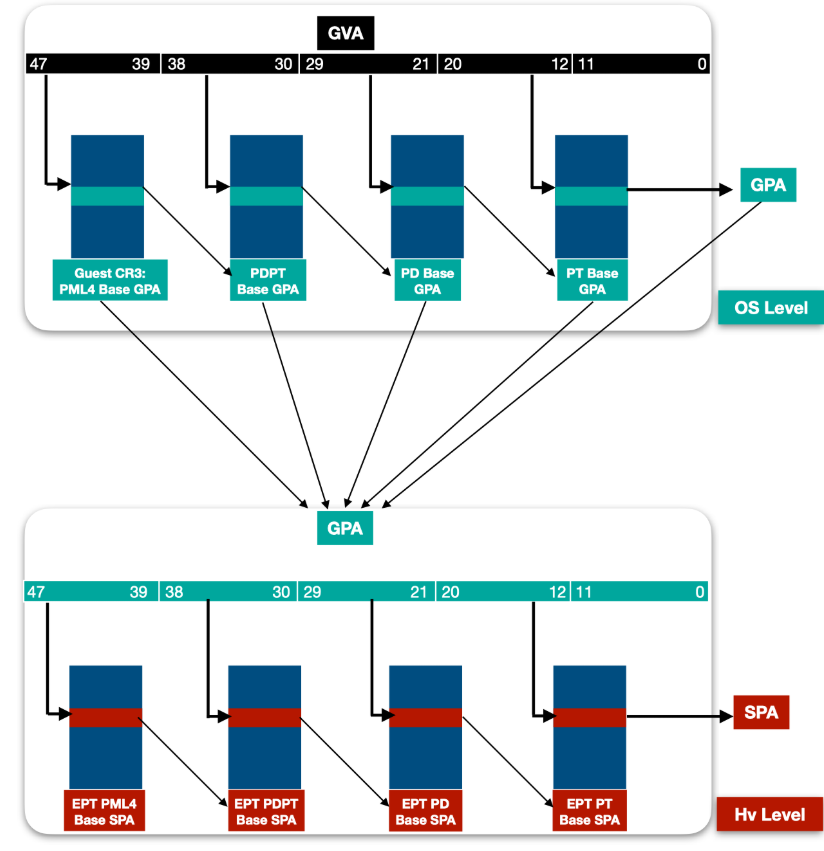 GVA
47 39 38 30 29 21 20 12 11 0
GPA
Guest CR3:
PML4 Base GPA
PDPT
Base GPA
PD Base
GPA
PT Base
GPA
OS Level
GPA
47 39 38 30 29 21 20 12 11 0
SPA
EPT PML4
Base SPA
EPT PDPT
Base SPA
EPT PD
Base SPA
EPT PT
Base SPA
Hv Level